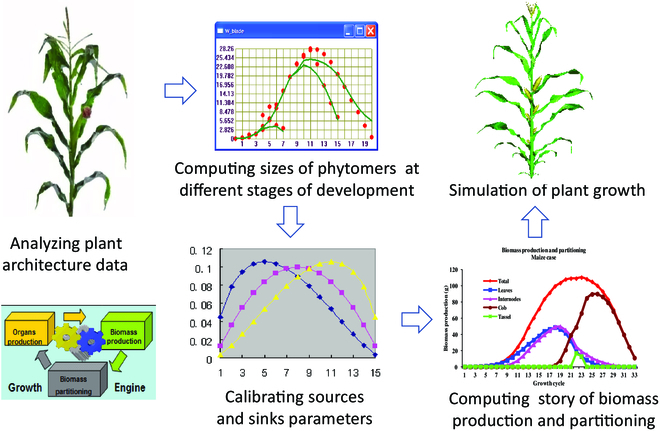 W_blade
28.26
25.434
22.608
19.782
16.956
14.13
11.304
8.478
5.652
2.826
0
1 3 5 7 9 11 13 15 17 19
Computing sizes of phytomers at
different stages of development
Simulation of plant growth
Analyzing plant
architecture data
Organs
production
Biomass
production
Biomass
partitioning
Growth
Engine
0.12
0.1
0.08
0.06
0.04
0.02
0
1 3 5 7 9 11 13 15
Calibrating sources
and sinks parameters
Biomass production and partitioning
Maize case
Biomass production (g)
120
100
80
60
40
20
0
Total
Leaves
Internodes
Cob
Tassel
1 3 5 7 9 11 13 15 17 19 21 23 25 27 29 31 33
Growth cycle
Computing story of biomass
production and partitioning